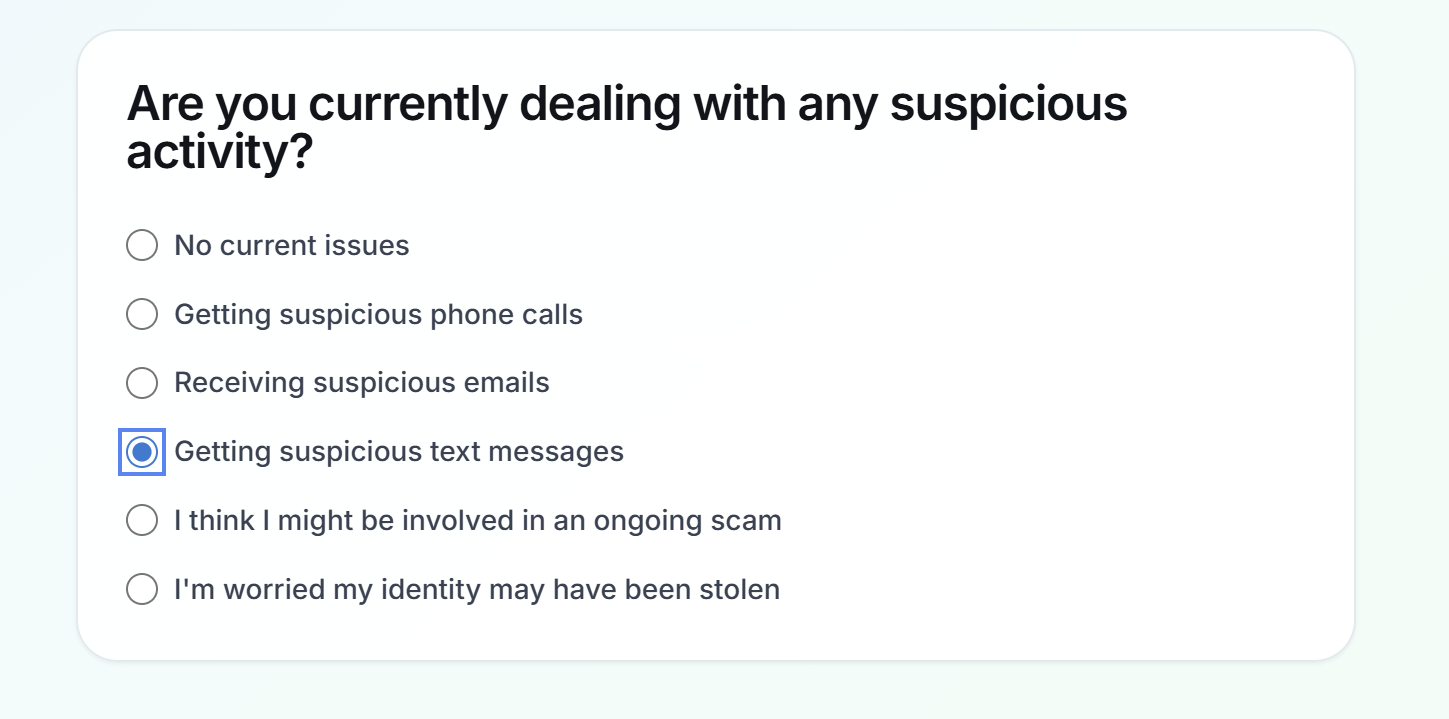 Are you currently dealing with any suspicious
activity?
No current issues
Getting suspicious phone calls
Receiving suspicious emails
Getting suspicious text messages
I think I might be involved in an ongoing scam
I'm worried my identity may have been stolen